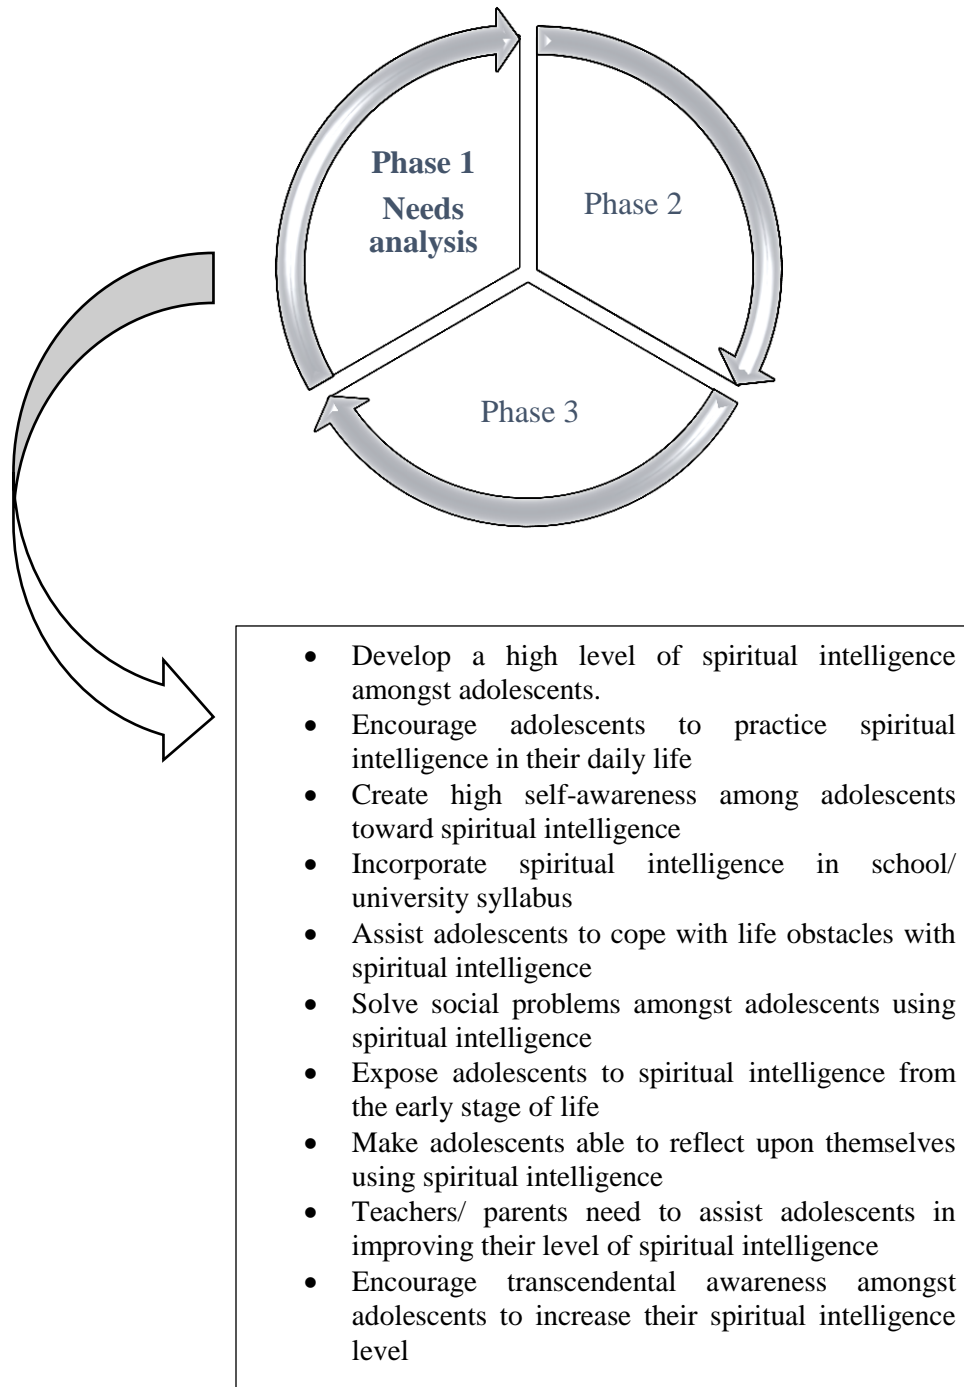 Phase 1
Needs
analysis
Phase 2
Phase 3
• Develop a high level of spiritual intelligence
amongst adolescents.
• Encourage adolescents to practice spiritual
intelligence in their daily life
• Create high self-awareness among adolescents
toward spiritual intelligence
• Incorporate spiritual intelligence in school/
university syllabus
• Assist adolescents to cope with life obstacles with
spiritual intelligence
• Solve social problems amongst adolescents using
spiritual intelligence
• Expose adolescents to spiritual intelligence from
the early stage of life
• Make adolescents able to reflect upon themselves
using spiritual intelligence
• Teachers/ parents need to assist adolescents in
improving their level of spiritual intelligence
• Encourage transcendental awareness amongst
adolescents to increase their spiritual intelligence
level